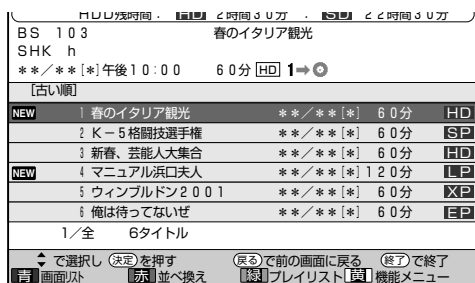 HDD残時間: HD 2時間30分 : SD 22時間30分
BS 103 春のイタリア観光
SHK h
**/**[*]午後10:00 60分 HD 1➡
[古い順]
NEW 1 春のイタリア観光 **/**[*] 60分 HD
2 K-5格闘技選手権 **/**[*] 60分 SP
3 新春、芸能人大集合 **/**[*] 60分 HD
NEW 4 マニュアル浜口夫人 **/**[*] 120分 LP
5 ウィンブルドン2001 **/**[*] 60分 XP
6 俺は待ってないぜ **/**[*] 60分 EP
1/全 6タイトル
で選択し 決定 を押す 戻る で前の画面に戻る 終了 で終了
青 画面リスト 赤 並べ換え 緑 プレイリスト 黄 機能メニュー